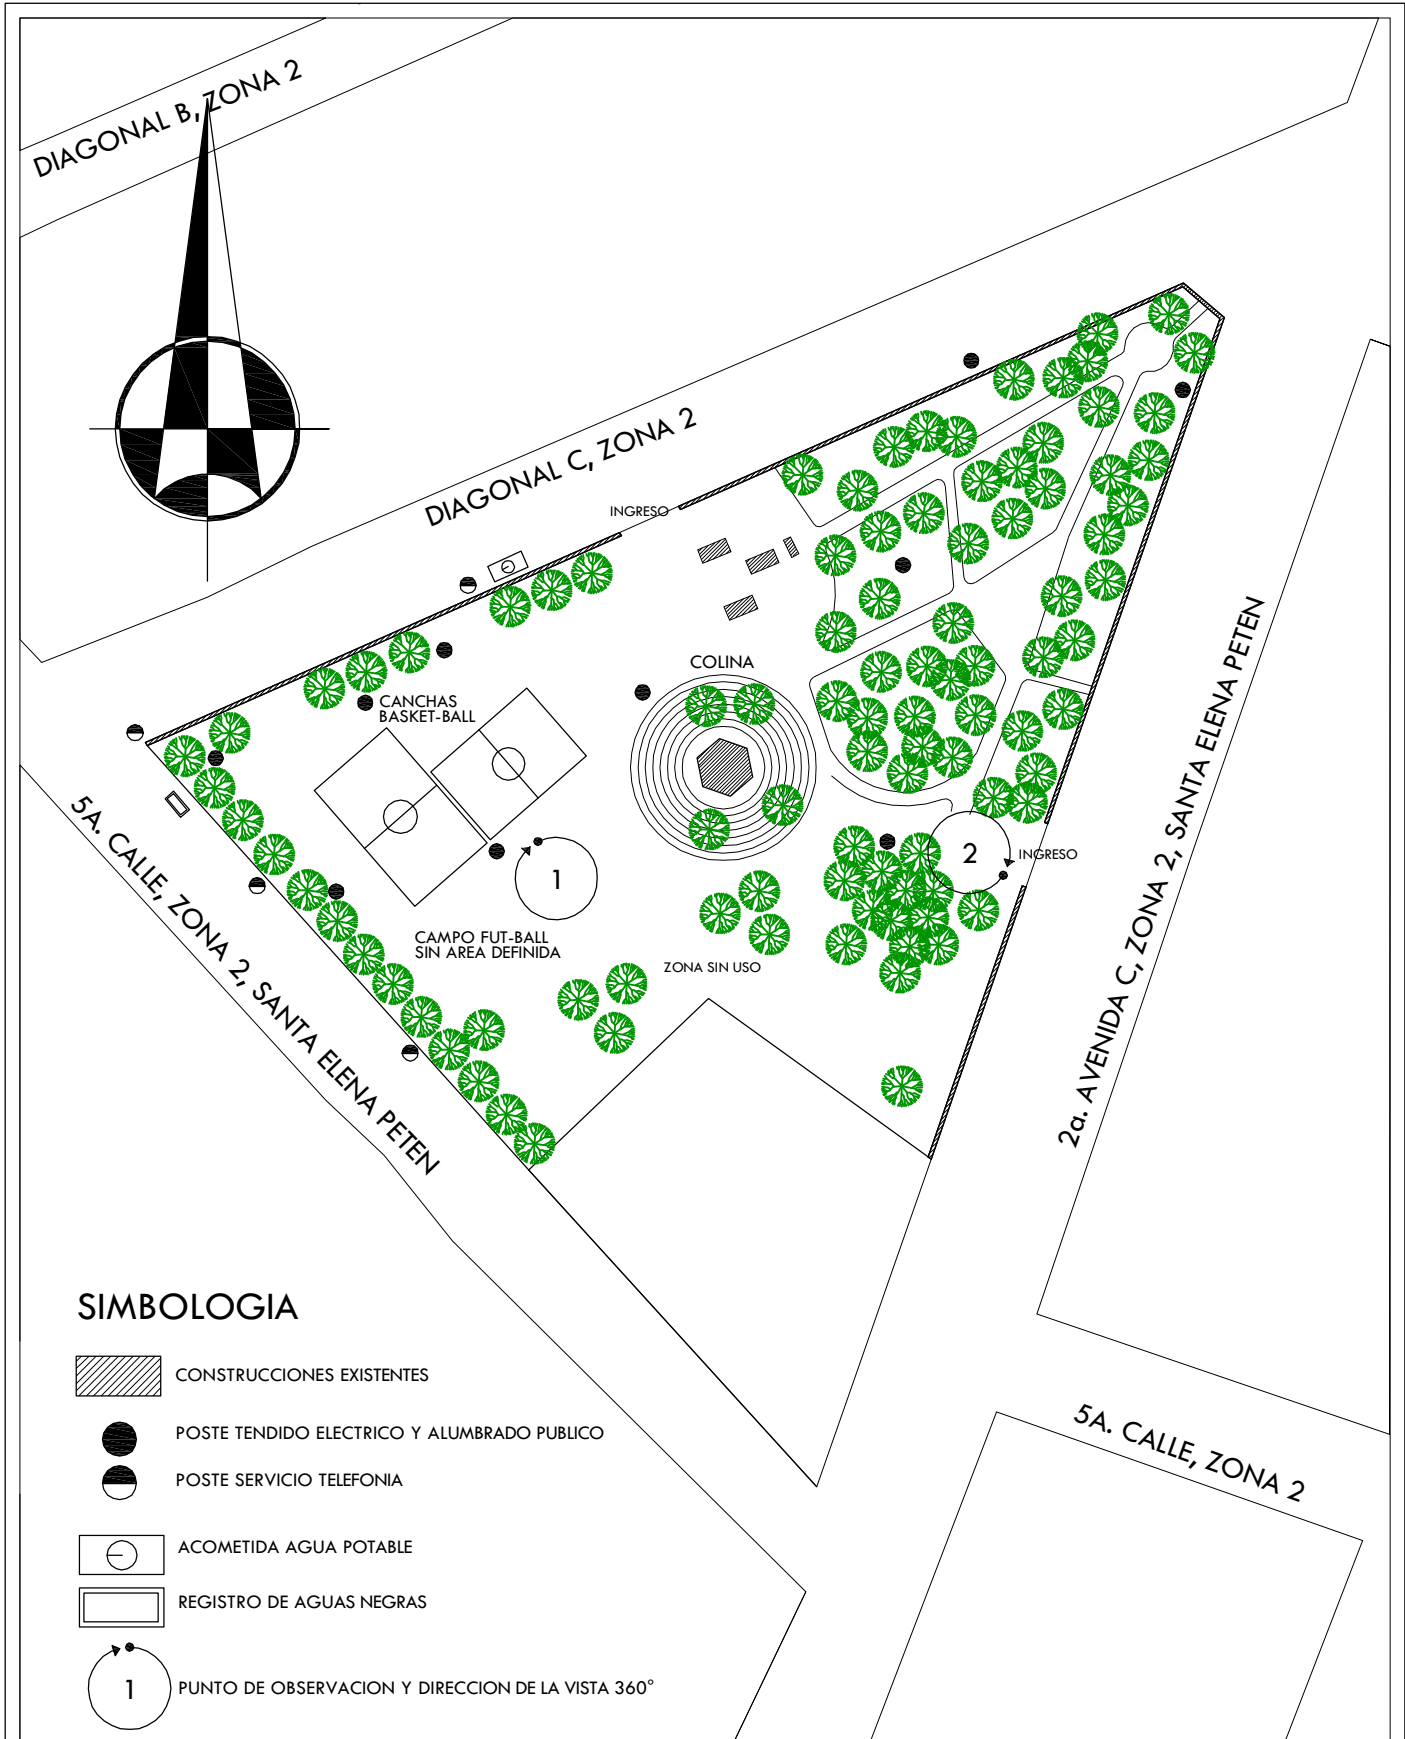 DIAGONAL B, ZONA 2
DIAGONAL C, ZONA 2
INGRESO
COLINA
CANCHAS
BASKET-BALL
1
2
INGRESO
CAMPO FUT-BALL
SIN AREA DEFINIDA
ZONA SIN USO
5A. CALLE, ZONA 2, SANTA ELENA PETEN
2a. AVENIDA C, ZONA 2, SANTA ELENA PETEN
5A. CALLE, ZONA 2
SIMBOLOGIA
CONSTRUCCIONES EXISTENTES
POSTE TENDIDO ELECTRICO Y ALUMBRADO PUBLICO
POSTE SERVICIO TELEFONIA
ACOMETIDA AGUA POTABLE
REGISTRO DE AGUAS NEGRAS
1 PUNTO DE OBSERVACION Y DIRECCION DE LA VISTA 360°